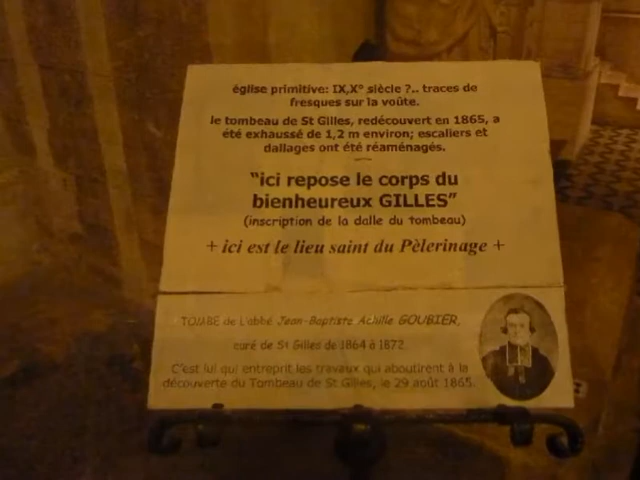 église primitive: IX,X° siècle ?.. traces de
fresques sur la voûte.
le tombeau de St Gilles, redécouvert en 1865, a
été exhaussé de 1,2 m environ; escaliers et
dallages ont été réaménagés.
"ici repose le corps du
bienheureux GILLES"
(inscription de la dalle du tombeau)
+ ici est le lieu saint du Pèlerinage +
TOMBE de L'abbé Jean-Baptiste Achille GOUBIER,
curé de St Gilles de 1864 à 1872.
C'est lui qui entreprit les travaux qui aboutirent à la
découverte du Tombeau de St Gilles, le 29 août 1865.